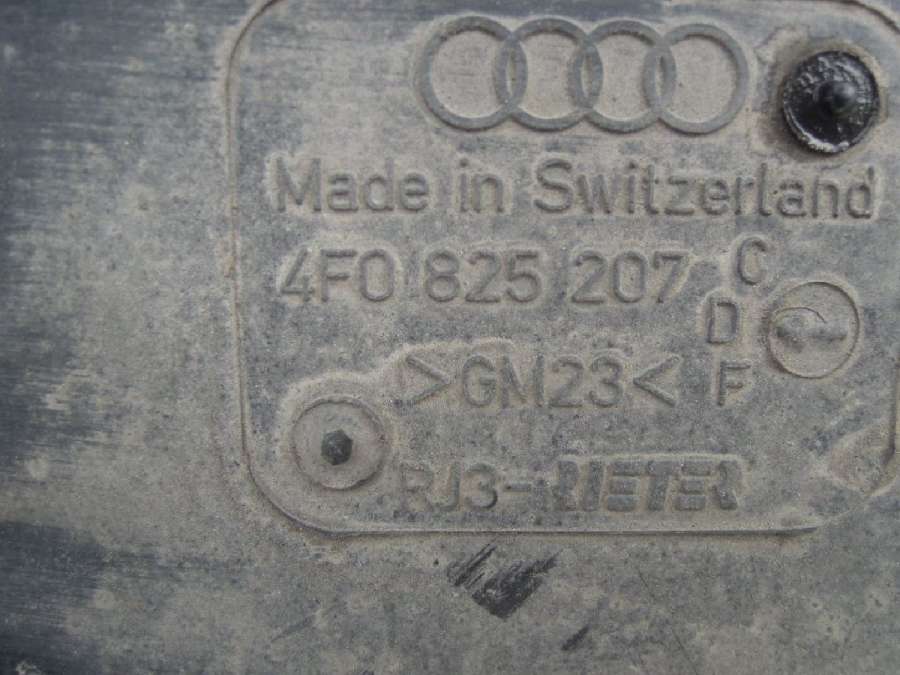 Made in Switzerland
4F0 825 207 C
D
>GM23< F
RJ3-RIETER